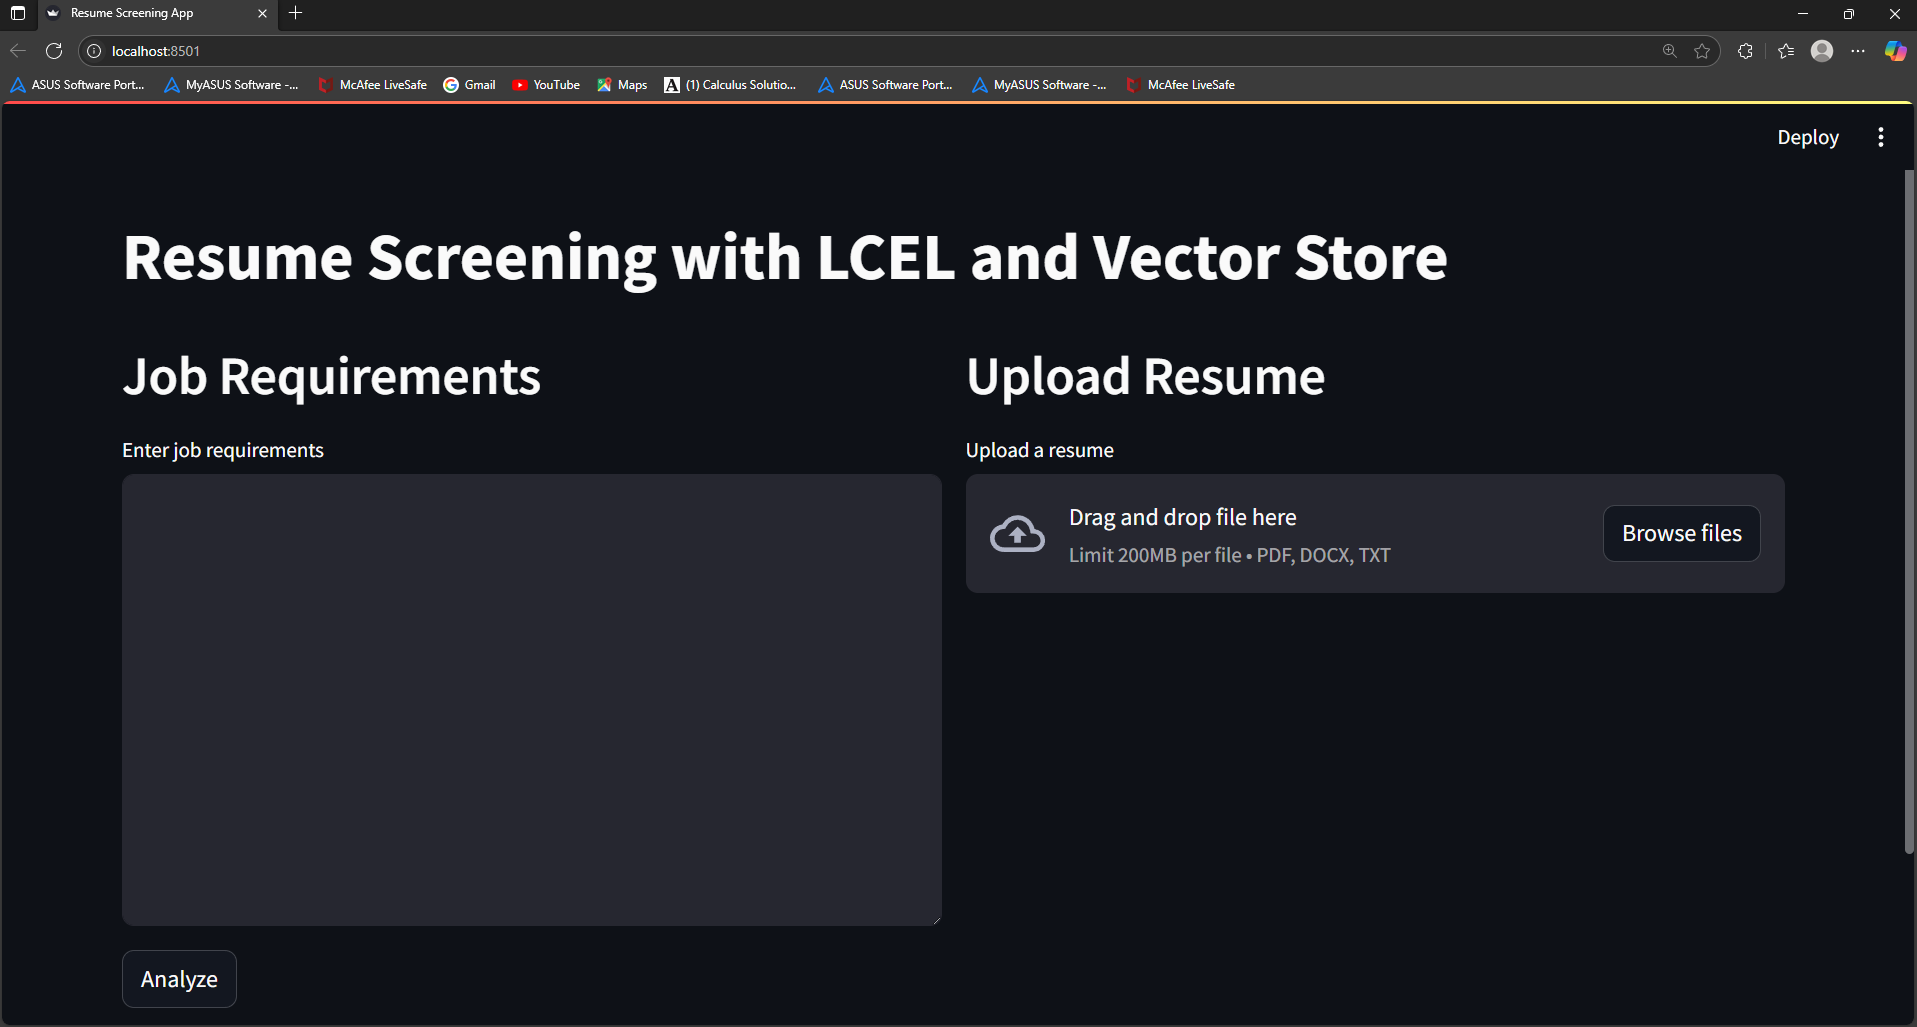 Resume Screening App
localhost:8501
ASUS Software Port... MyASUS Software -... McAfee LiveSafe Gmail YouTube Maps A (1) Calculus Solutio... ASUS Software Port... MyASUS Software -... McAfee LiveSafe
Deploy
Resume Screening with LCEL and Vector Store
Job Requirements
Enter job requirements
Analyze
Upload Resume
Upload a resume
Drag and drop file here
Limit 200MB per file • PDF, DOCX, TXT
Browse files